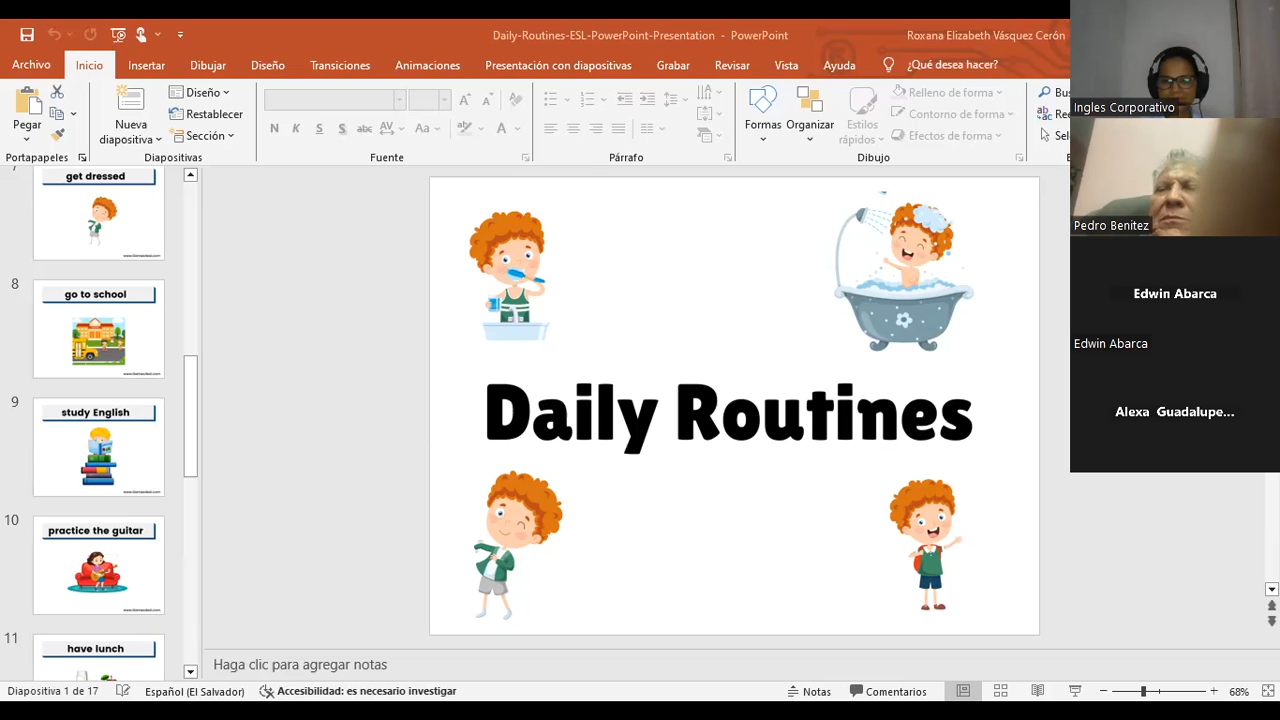 Daily-Routines-ESL-PowerPoint-Presentation - PowerPoint
Roxana Elizabeth Vásquez Cerón
Archivo
Inicio
Insertar
Dibujar
Diseño
Transiciones
Animaciones
Presentación con diapositivas
Grabar
Revisar
Vista
Ayuda
¿Qué desea hacer?
Pegar
Portapapeles
Nueva
diapositiva
Diseño
Restablecer
Sección
Diapositivas
N K S S abc AV Aa A
Fuente
Párrafo
Formas
Organizar
Estilos
rápidos
Relleno de forma
Contorno de forma
Efectos de forma
Dibujo
Ingles Corporativo
Pedro Benitez
Edwin Abarca
Edwin Abarca
Alexa Guadalupe...
get dressed
8
go to school
9
study English
10
practice the guitar
11
have lunch
Daily Routines
Haga clic para agregar notas
Diapositiva 1 de 17
Español (El Salvador)
Accesibilidad: es necesario investigar
Notas
Comentarios
68%